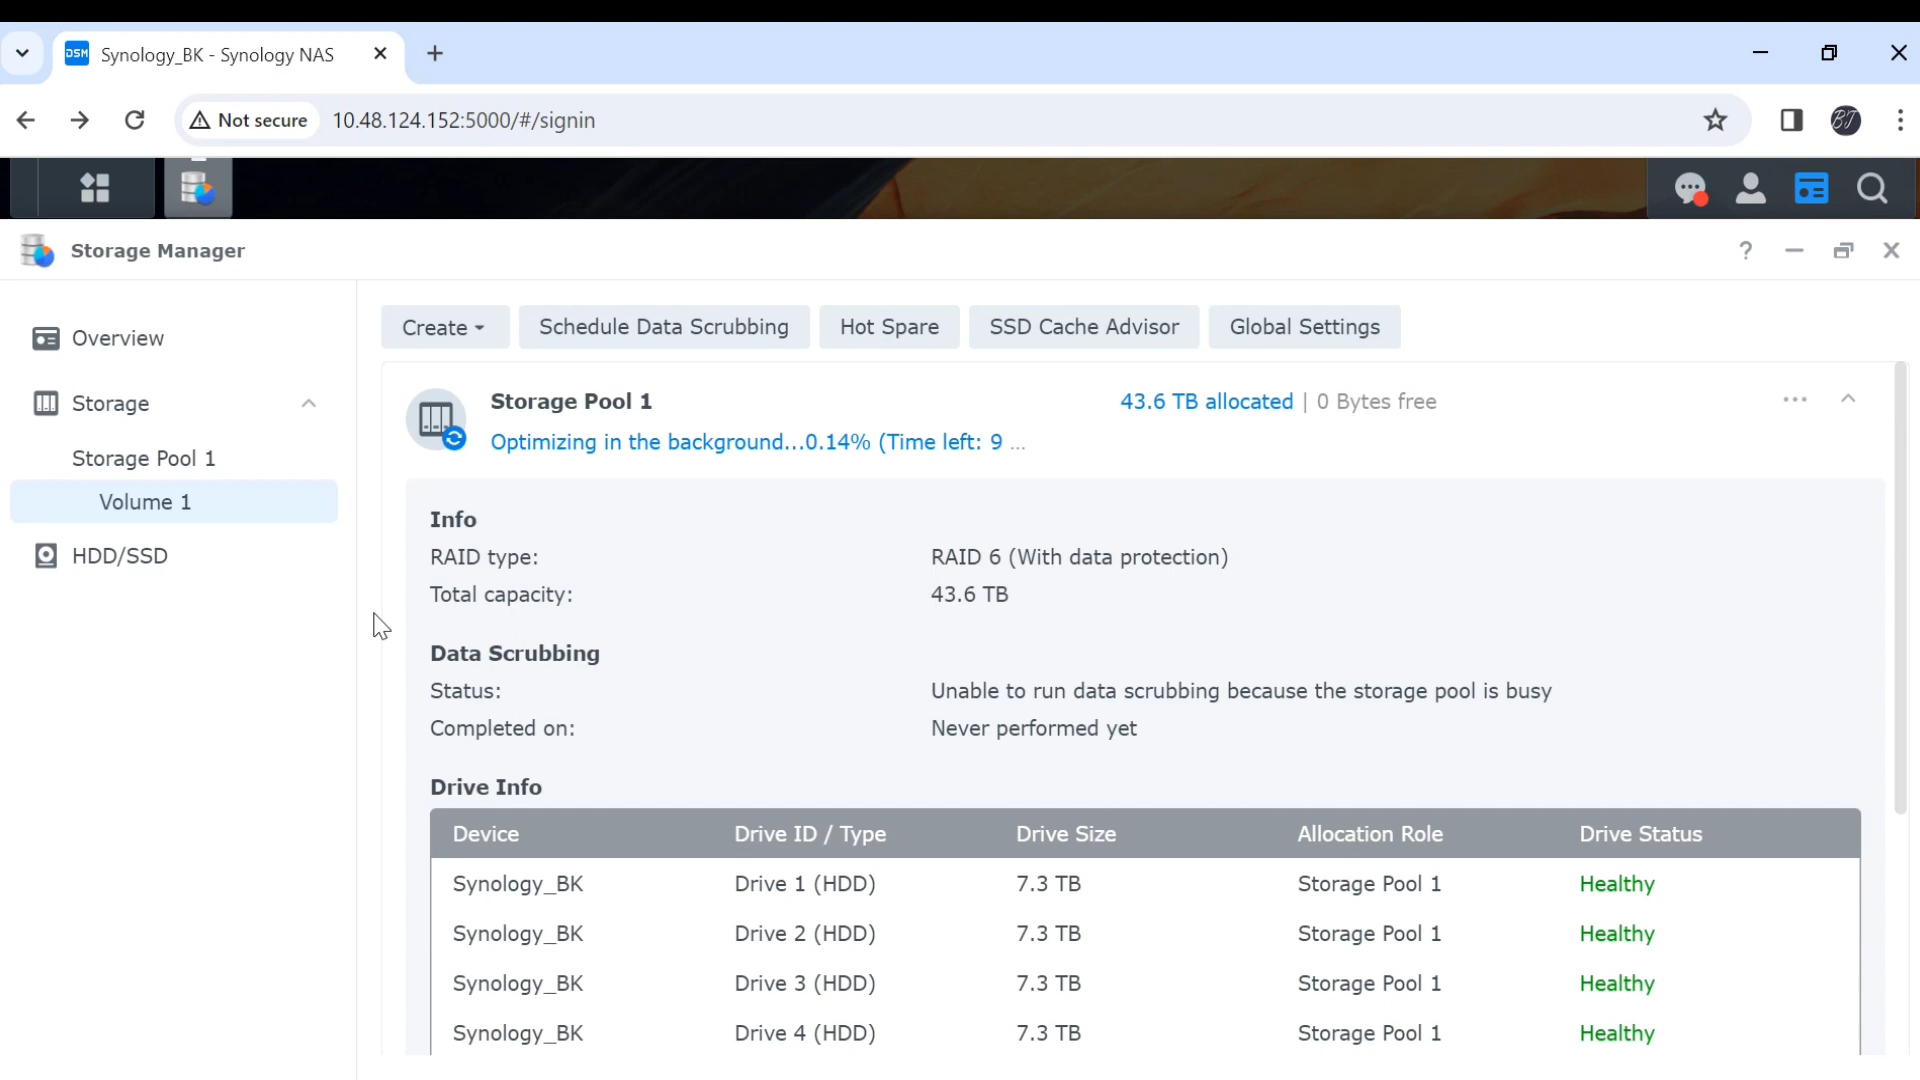 DSM Synology_BK - Synology NAS
Not secure 10.48.124.152:5000/#/signin
BJ
Storage Manager
?
Overview
Storage
Storage Pool 1
Volume 1
HDD/SSD
Create Schedule Data Scrubbing Hot Spare SSD Cache Advisor Global Settings
Storage Pool 1 43.6 TB allocated | 0 Bytes free
Optimizing in the background...0.14% (Time left: 9 ...
Info
RAID type: RAID 6 (With data protection)
Total capacity: 43.6 TB
Data Scrubbing
Status: Unable to run data scrubbing because the storage pool is busy
Completed on: Never performed yet
Drive Info
Device Drive ID / Type Drive Size Allocation Role Drive Status
Synology_BK Drive 1 (HDD) 7.3 TB Storage Pool 1 Healthy
Synology_BK Drive 2 (HDD) 7.3 TB Storage Pool 1 Healthy
Synology_BK Drive 3 (HDD) 7.3 TB Storage Pool 1 Healthy
Synology_BK Drive 4 (HDD) 7.3 TB Storage Pool 1 Healthy